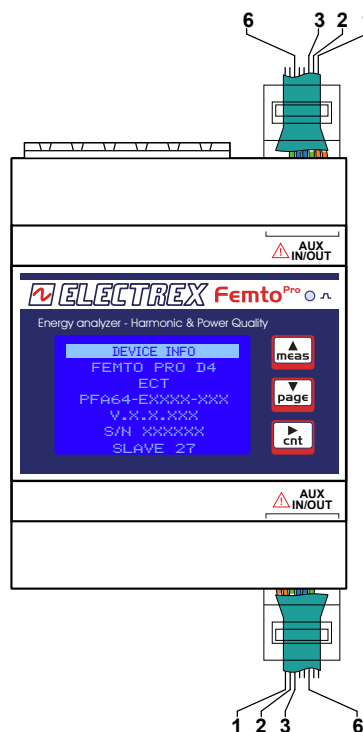 6 3 2
AUX
IN/OUT
ELECTREX Femto Pro
Energy analyzer - Harmonic & Power Quality
DEVICE INFO
FEMTO PRO D4
ECT
PFA64-EXXXX-XXX
V.X.X.XXX
S/N XXXXXX
SLAVE 27
meas
page
cnt
AUX
IN/OUT
1 2 3 6